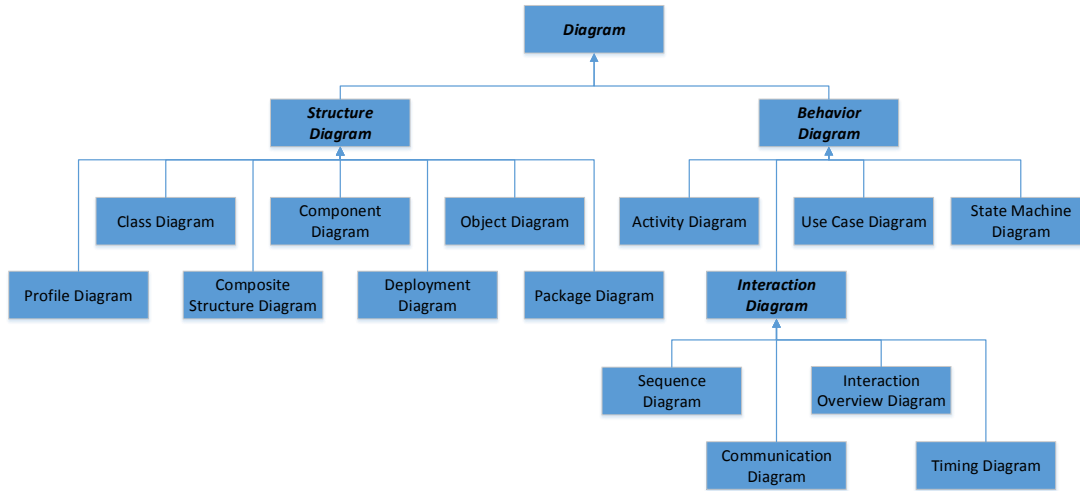 Diagram
Structure
Diagram
Behavior
Diagram
Class Diagram
Component
Diagram
Object Diagram
Activity Diagram
Use Case Diagram
State Machine
Diagram
Profile Diagram
Composite
Structure Diagram
Deployment
Diagram
Package Diagram
Interaction
Diagram
Sequence
Diagram
Interaction
Overview Diagram
Communication
Diagram
Timing Diagram